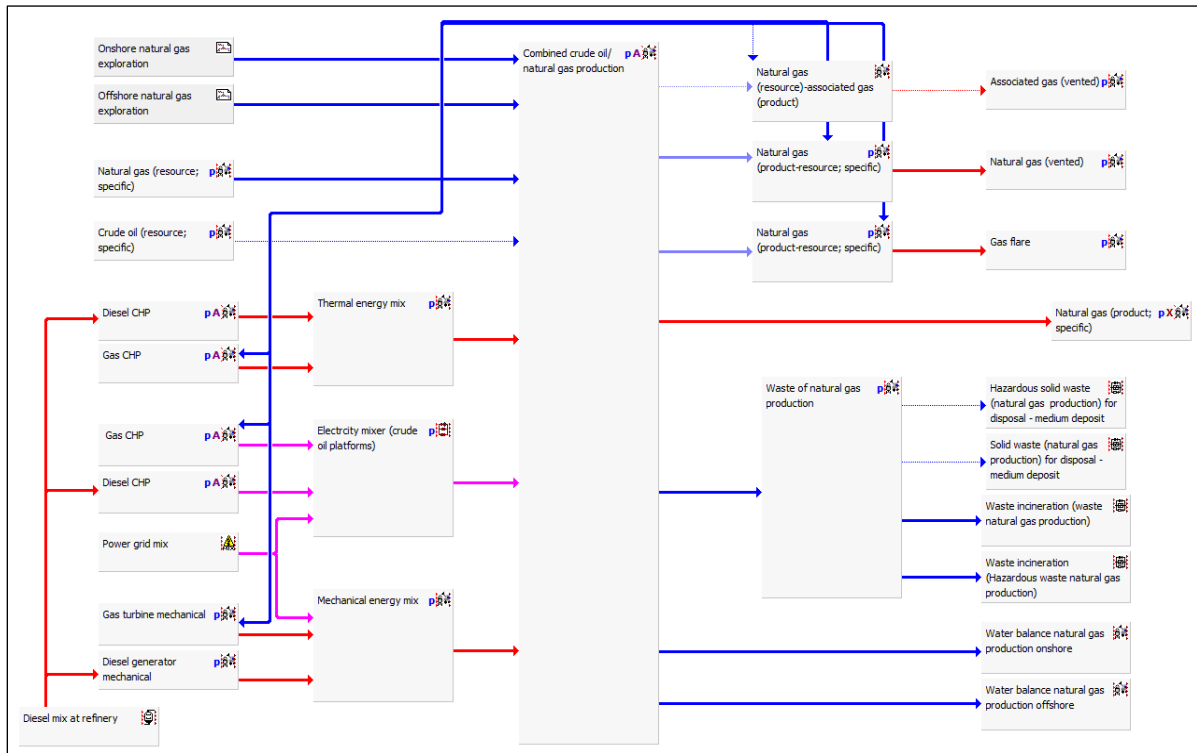 Onshore natural gas
exploration
Offshore natural gas
exploration
Natural gas (resource;
specific)
p
Crude oil (resource;
specific)
p
Diesel CHP
p A
Gas CHP
p A
Gas CHP
p A
Diesel CHP
p A
Power grid mix
Gas turbine mechanical
p
Diesel generator
mechanical
p
Diesel mix at refinery
Thermal energy mix
p
Electrcity mixer (crude
oil platforms)
p
Mechanical energy mix
p
Combined crude oil/
natural gas production
p A
Natural gas
(resource)-associated gas
(product)
Natural gas
(product-resource; specific)
p
Natural gas
(product-resource; specific)
p
Waste of natural gas
production
p
Associated gas (vented)
p
Natural gas (vented)
p
Gas flare
p
Natural gas (product;
specific)
p X
Hazardous solid waste
(natural gas production) for
disposal - medium deposit
Solid waste (natural gas
production) for disposal -
medium deposit
Waste incineration (waste
natural gas production)
Waste incineration
(Hazardous waste natural gas
production)
Water balance natural gas
production onshore
Water balance natural gas
production offshore